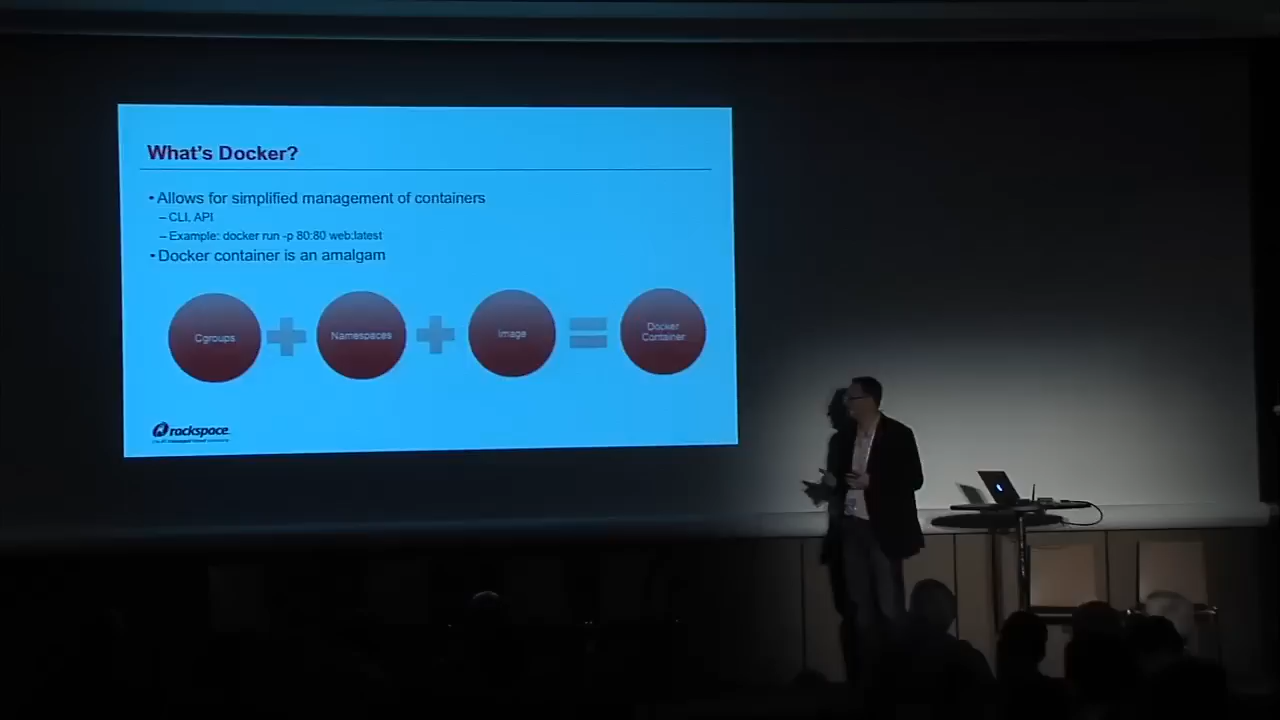 What's Docker?
• Allows for simplified management of containers
– CLI, API
– Example: docker run -p 80:80 web:latest
• Docker container is an amalgam
Cgroups
Namespaces
Image
Docker
Container
rackspace